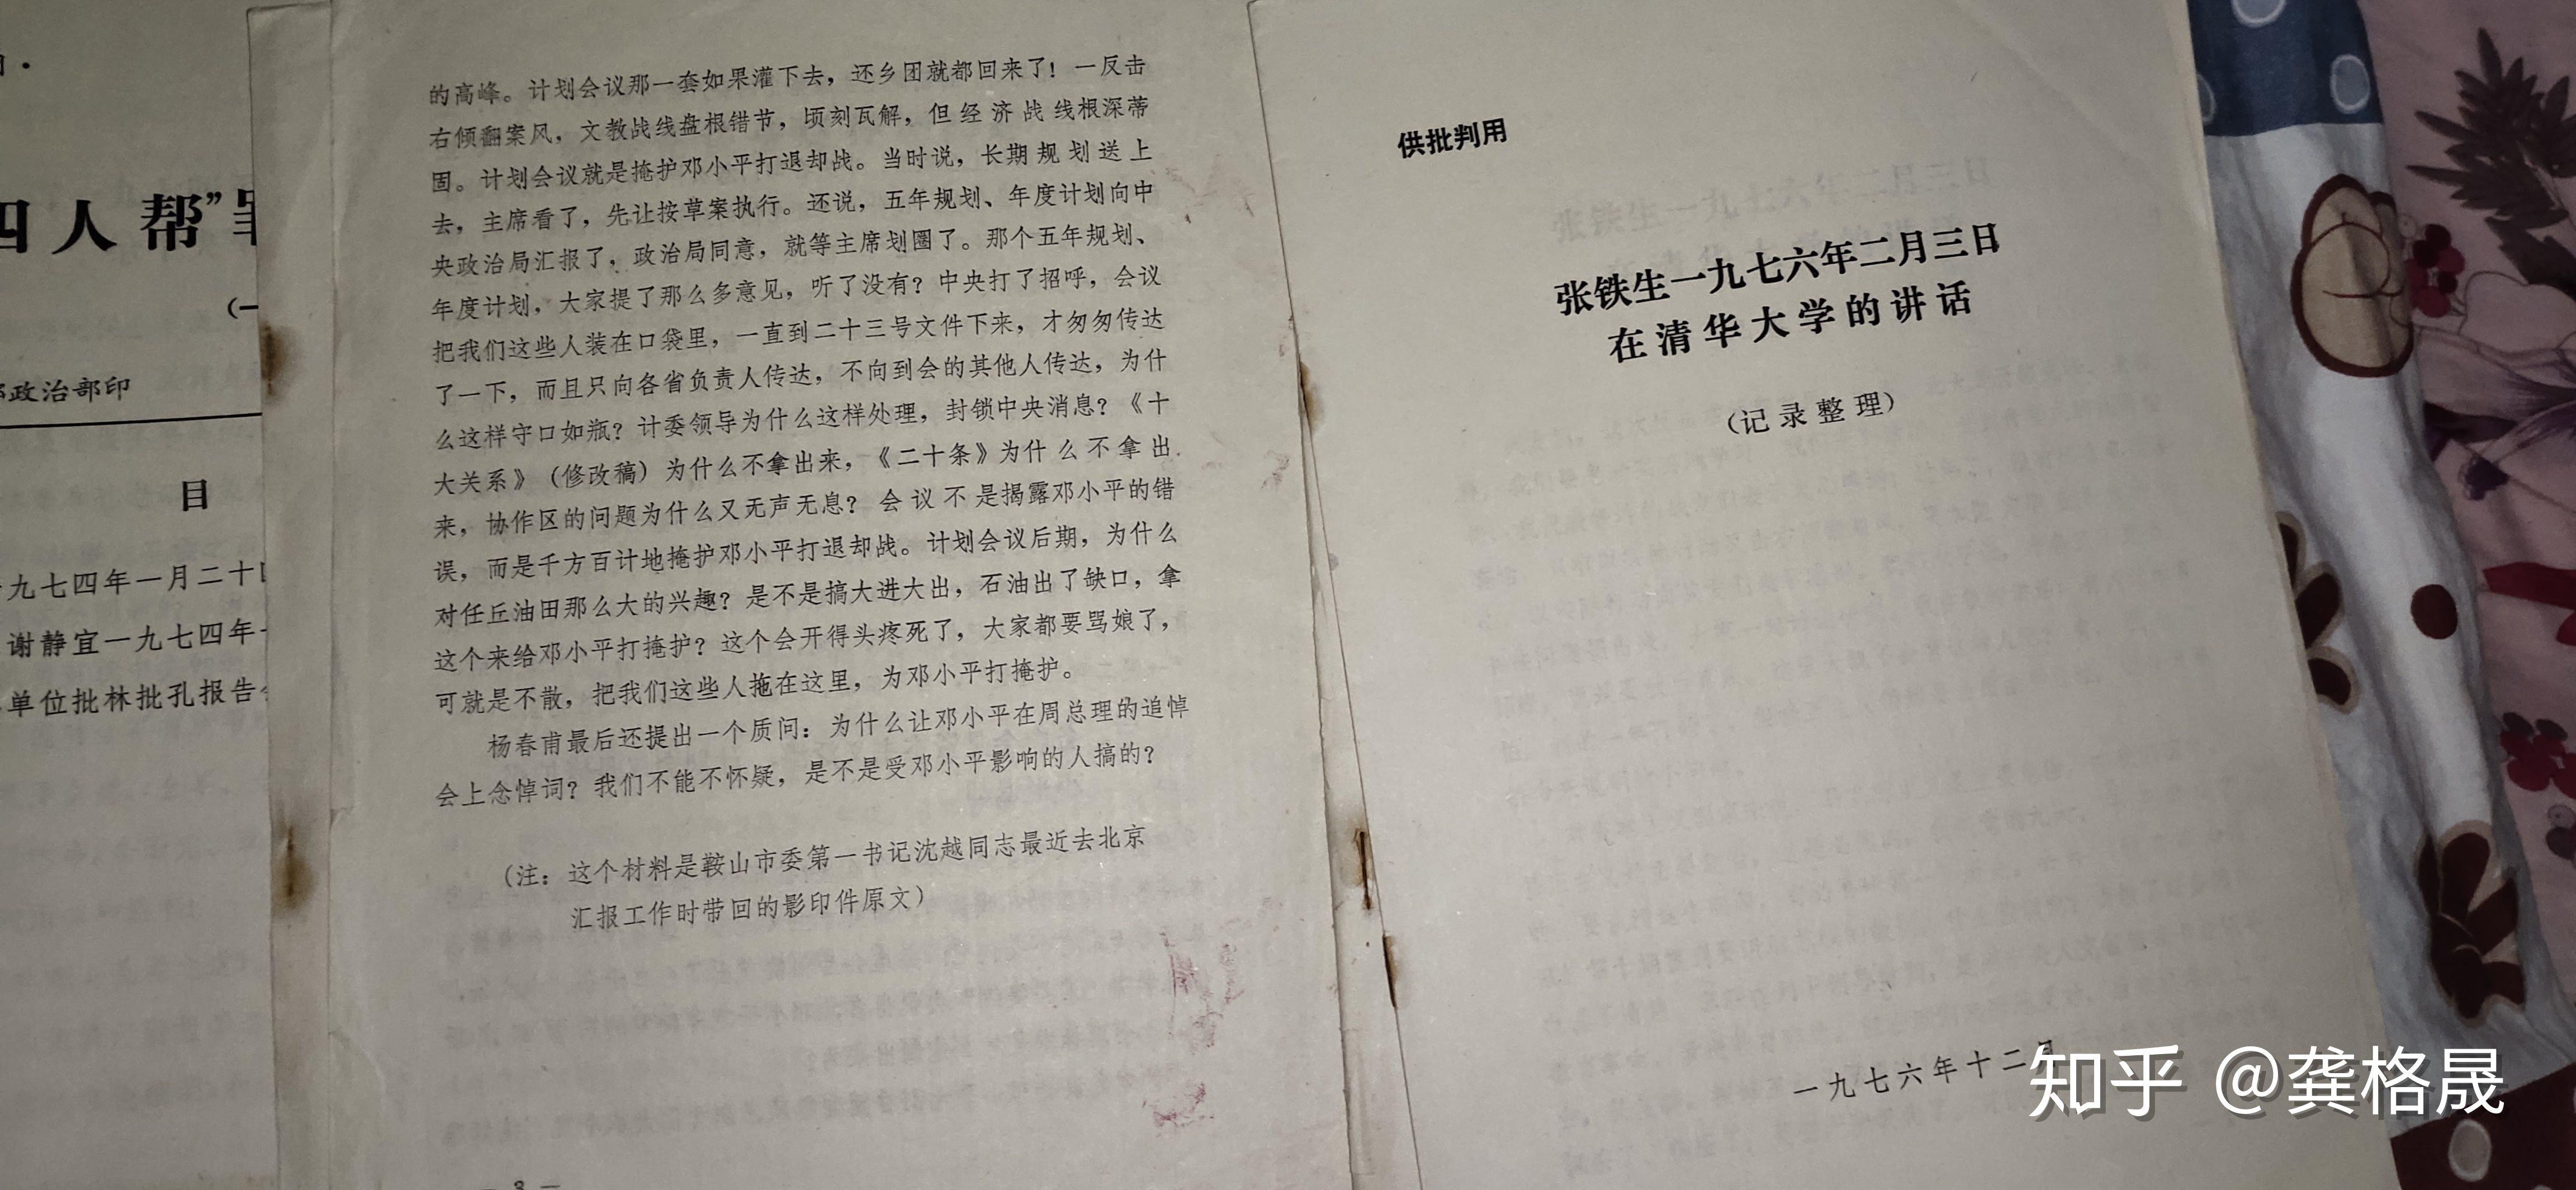 四人帮”罪
(一
部政治部印
目
九七四年一月二十
谢静宜一九七四年
单位批林批孔报告
的高峰。计划会议那一套如果灌下去，还乡团就都回来了！一反击
右倾翻案风，文教战线盘根错节，顷刻瓦解，但经济战线根深蒂
固。计划会议就是掩护邓小平打退却战。当时说，长期规划送上
去，主席看了，先让按草案执行。还说，五年规划、年度计划向中
央政治局汇报了，政治局同意，就等主席划圈了。那个五年规划、
年度计划，大家提了那么多意见，听了没有？中央打了招呼，会议
把我们这些人装在口袋里，一直到二十三号文件下来，才匆匆传达
了一下，而且只向各省负责人传达，不向到会的其他人传达，为什
么这样守口如瓶？计委领导为什么这样处理，封锁中央消息？《十
大关系》（修改稿）为什么不拿出来，《二十条》为什么不拿出
来，协作区的问题为什么又无声无息？会议不是揭露邓小平的错
误，而是千方百计地掩护邓小平打退却战。计划会议后期，为什么
对任丘油田那么大的兴趣？是不是搞大进大出，石油出了缺口，拿
这个来给邓小平打掩护？这个会开得头疼死了，大家都要骂娘了，
可就是不散，把我们这些人拖在这里，为邓小平打掩护。
杨春甫最后还提出一个质问：为什么让邓小平在周总理的追悼
会上念悼词？我们不能不怀疑，是不是受邓小平影响的人搞的？
（注：这个材料是鞍山市委第一书记沈越同志最近去北京
汇报工作时带回的影印件原文）
— 3 —
供批判用
张铁生一九七六年二月三日
在清华大学的讲话
（记录整理）
一九七六年十二月
知乎 @龚格晟